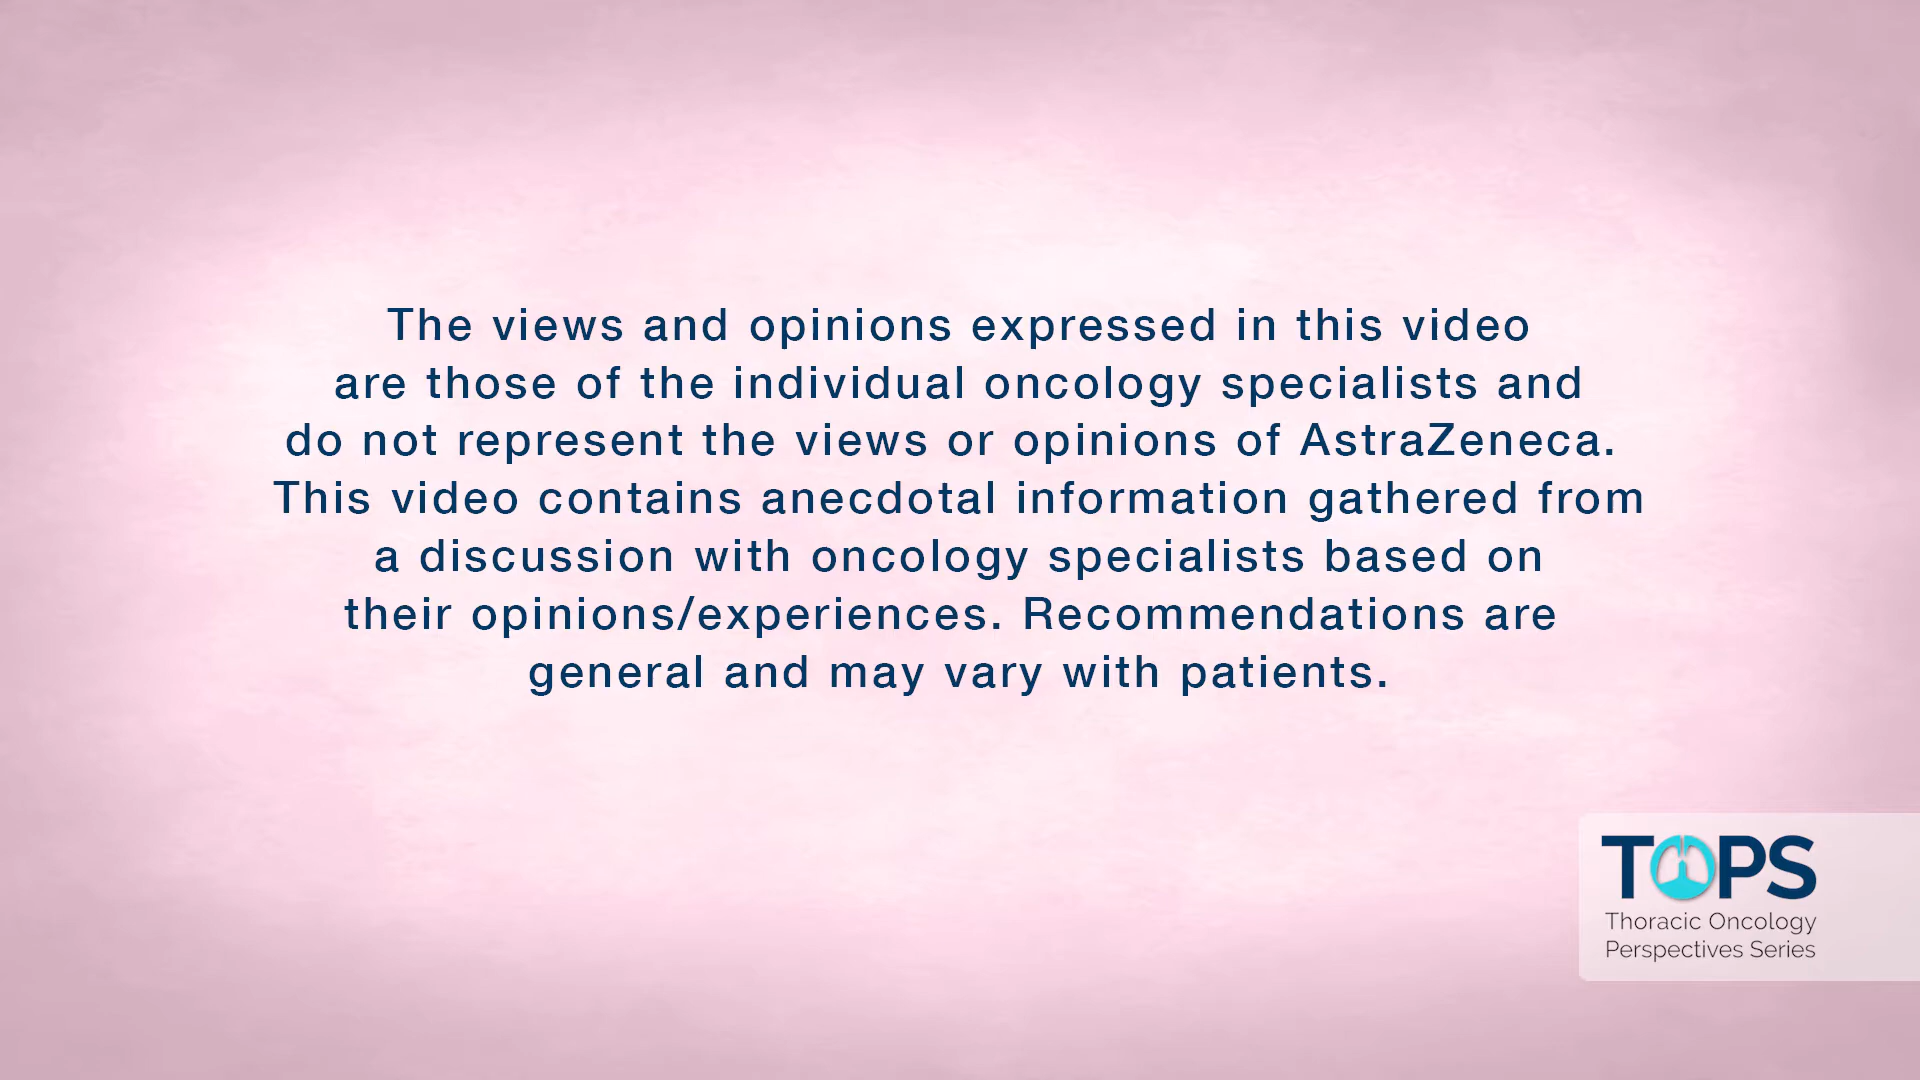 The views and opinions expressed in this video
are those of the individual oncology specialists and
do not represent the views or opinions of AstraZeneca.
This video contains anecdotal information gathered from
a discussion with oncology specialists based on
their opinions/experiences. Recommendations are
general and may vary with patients.
TOPS
Thoracic Oncology
Perspectives Series